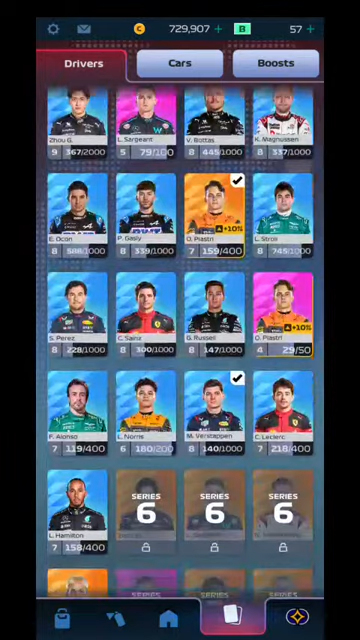 C 729,907 + B 57 +
Drivers Cars Boosts
Zhou G. L. Sargeant V. Bottas K. Magnussen
9 367/2000 5 79/100 8 445/1000 8 337/1000
E. Ocon P. Gasly O. Piastri L. Stroll
+10%
8 588/1000 8 339/1000 7 159/400 8 745/1000
S. Perez C. Sainz G. Russell O. Piastri
+10%
8 228/1000 8 300/1000 8 147/1000 4 29/50
F. Alonso L. Norris M. Verstappen C. Leclerc
7 119/400 6 180/200 8 140/1000 7 218/400
SERIES SERIES SERIES
6 6 6
L. Hamilton
7 158/400